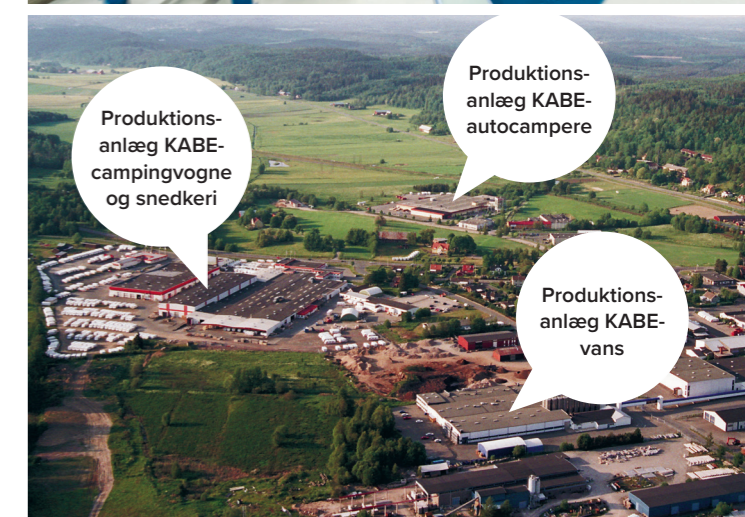 Produktions-
anlæg KABE-
campingvogne
og snedkeri
Produktions-
anlæg KABE-
autocampere
Produktions-
anlæg KABE-
vans